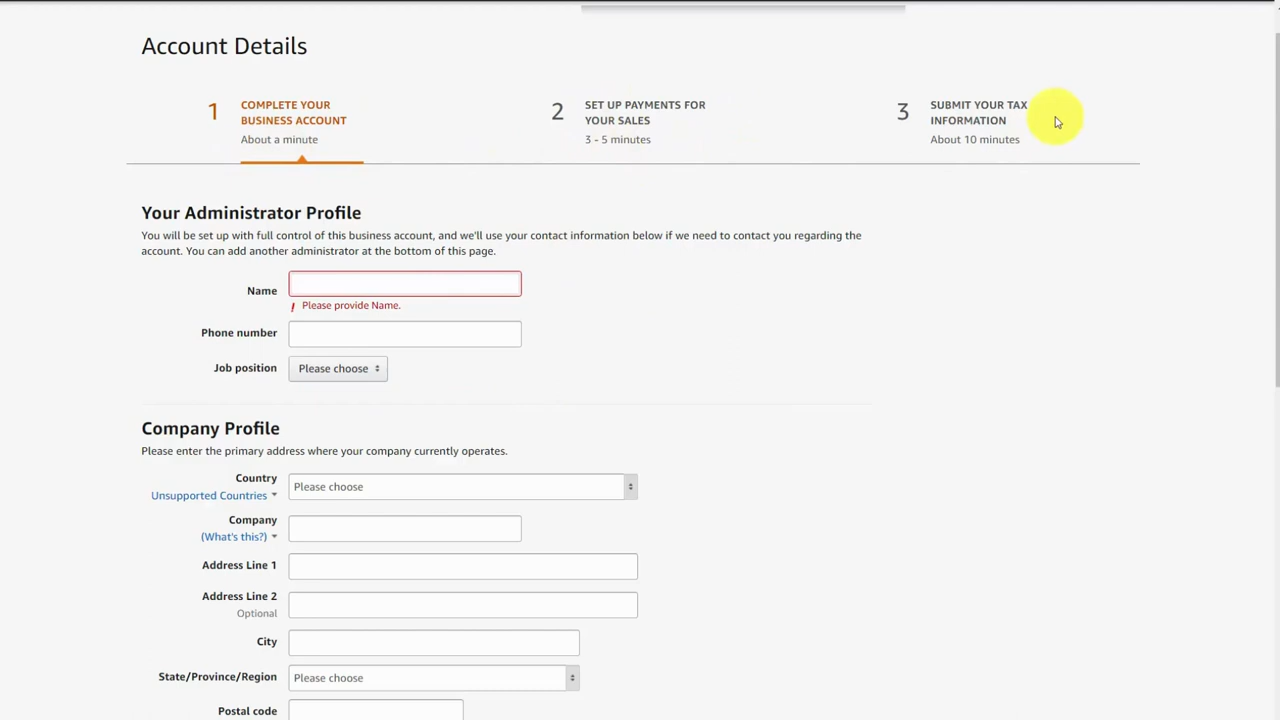 Account Details
1 COMPLETE YOUR
BUSINESS ACCOUNT
About a minute
2 SET UP PAYMENTS FOR
YOUR SALES
3 - 5 minutes
3 SUBMIT YOUR TAX
INFORMATION
About 10 minutes
Your Administrator Profile
You will be set up with full control of this business account, and we'll use your contact information below if we need to contact you regarding the
account. You can add another administrator at the bottom of this page.
Name
! Please provide Name.
Phone number
Job position Please choose
Company Profile
Please enter the primary address where your company currently operates.
Country Please choose
Unsupported Countries
Company
(What's this?)
Address Line 1
Address Line 2
Optional
City
State/Province/Region Please choose
Postal code